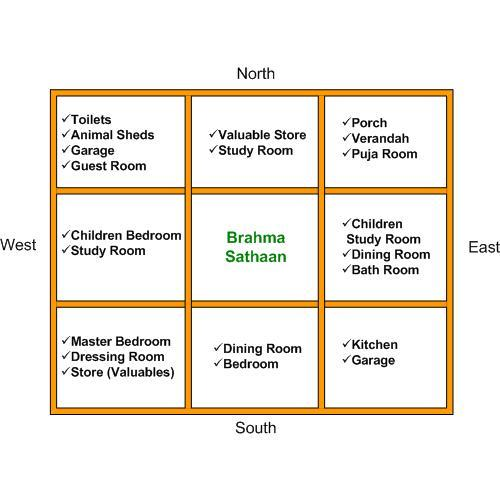 North
✓Toilets
✓Animal Sheds
✓Garage
✓Guest Room
✓Valuable Store
✓Study Room
✓Porch
✓Verandah
✓Puja Room
West
✓Children Bedroom
✓Study Room
Brahma
Sathaan
✓Children
Study Room
✓Dining Room
✓Bath Room
East
✓Master Bedroom
✓Dressing Room
✓Store (Valuables)
✓Dining Room
✓Bedroom
✓Kitchen
✓Garage
South